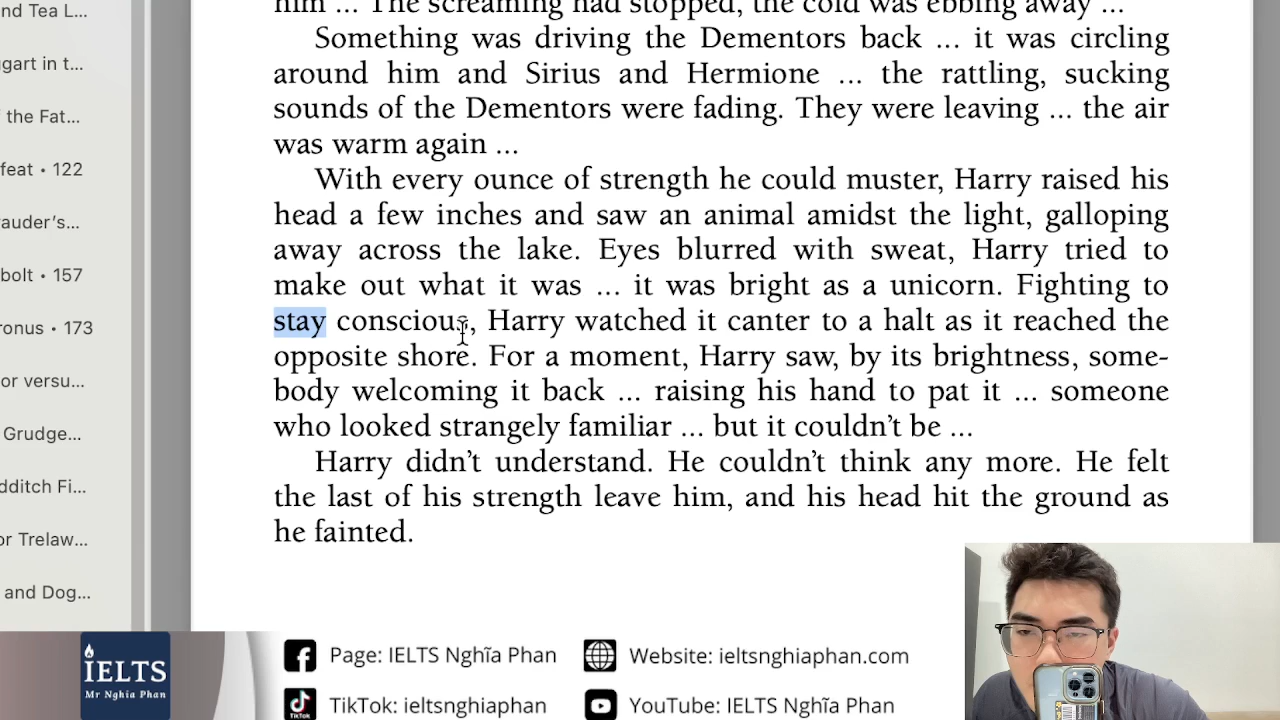 him ... The screaming had stopped, the cold was ebbing away ...
Something was driving the Dementors back ... it was circling
around him and Sirius and Hermione ... the rattling, sucking
sounds of the Dementors were fading. They were leaving ... the air
was warm again ...
With every ounce of strength he could muster, Harry raised his
head a few inches and saw an animal amidst the light, galloping
away across the lake. Eyes blurred with sweat, Harry tried to
make out what it was ... it was bright as a unicorn. Fighting to
stay conscious, Harry watched it canter to a halt as it reached the
opposite shore. For a moment, Harry saw, by its brightness, some-
body welcoming it back ... raising his hand to pat it ... someone
who looked strangely familiar ... but it couldn't be ...
Harry didn't understand. He couldn't think any more. He felt
the last of his strength leave him, and his head hit the ground as
he fainted.
nd Tea L...
ggart in t...
the Fat...
feat • 122
auder's...
bolt • 157
ronus • 173
or versu...
Grudge...
dditch Fi...
or Trelaw...
and Dog...
IELTS
Mr Nghia Phan
Page: IELTS Nghĩa Phan
Website: ieltsnghiaphan.com
TikTok
TikTok: ieltsnghiaphan
YouTube: IELTS Nghĩa Phan